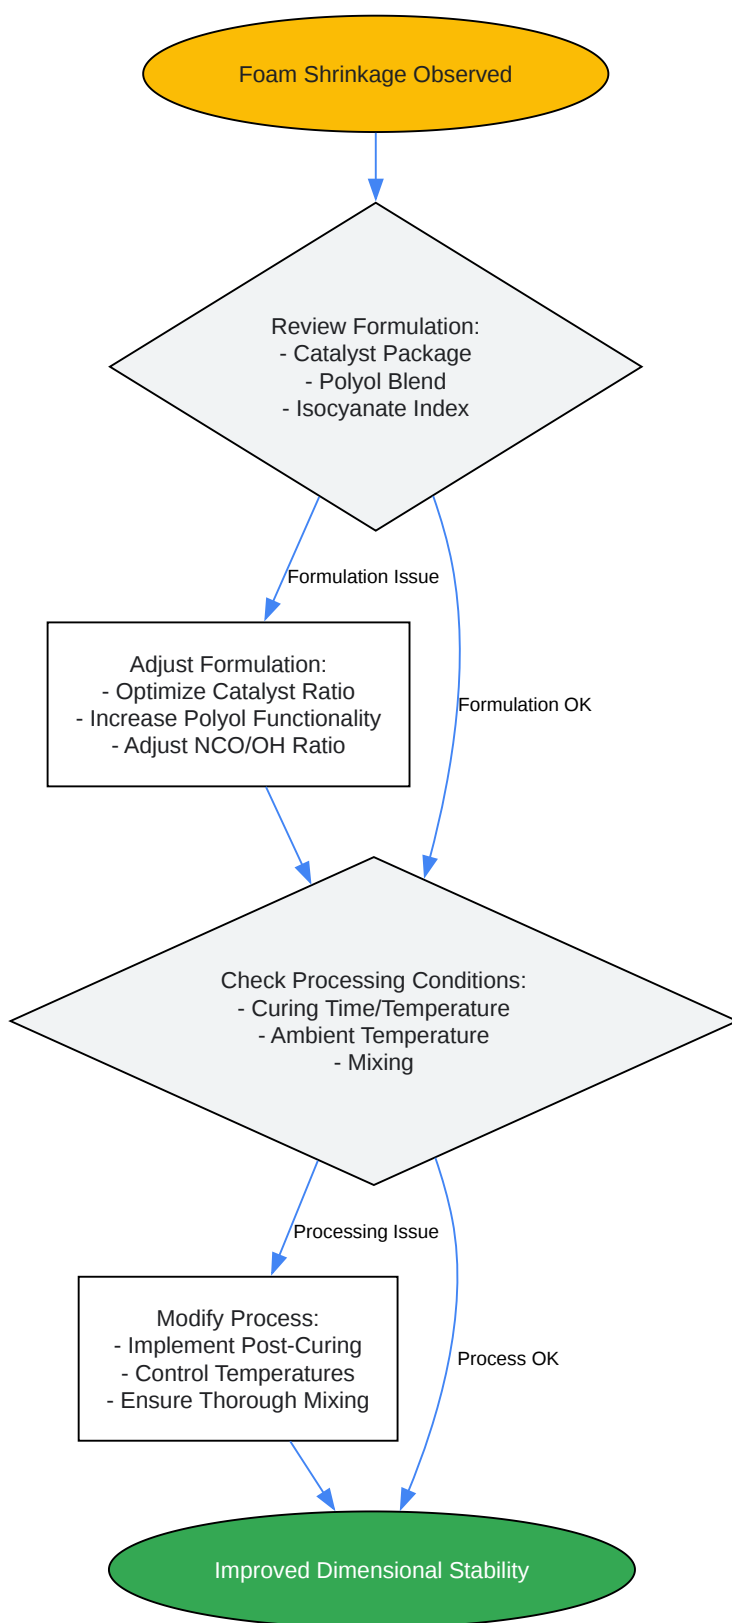 Foam Shrinkage Observed
Review Formulation:
- Catalyst Package
- Polyol Blend
- Isocyanate Index
Formulation Issue
Adjust Formulation:
- Optimize Catalyst Ratio
- Increase Polyol Functionality
- Adjust NCO/OH Ratio
Formulation OK
Check Processing Conditions:
- Curing Time/Temperature
- Ambient Temperature
- Mixing
Processing Issue
Modify Process:
- Implement Post-Curing
- Control Temperatures
- Ensure Thorough Mixing
Process OK
Improved Dimensional Stability